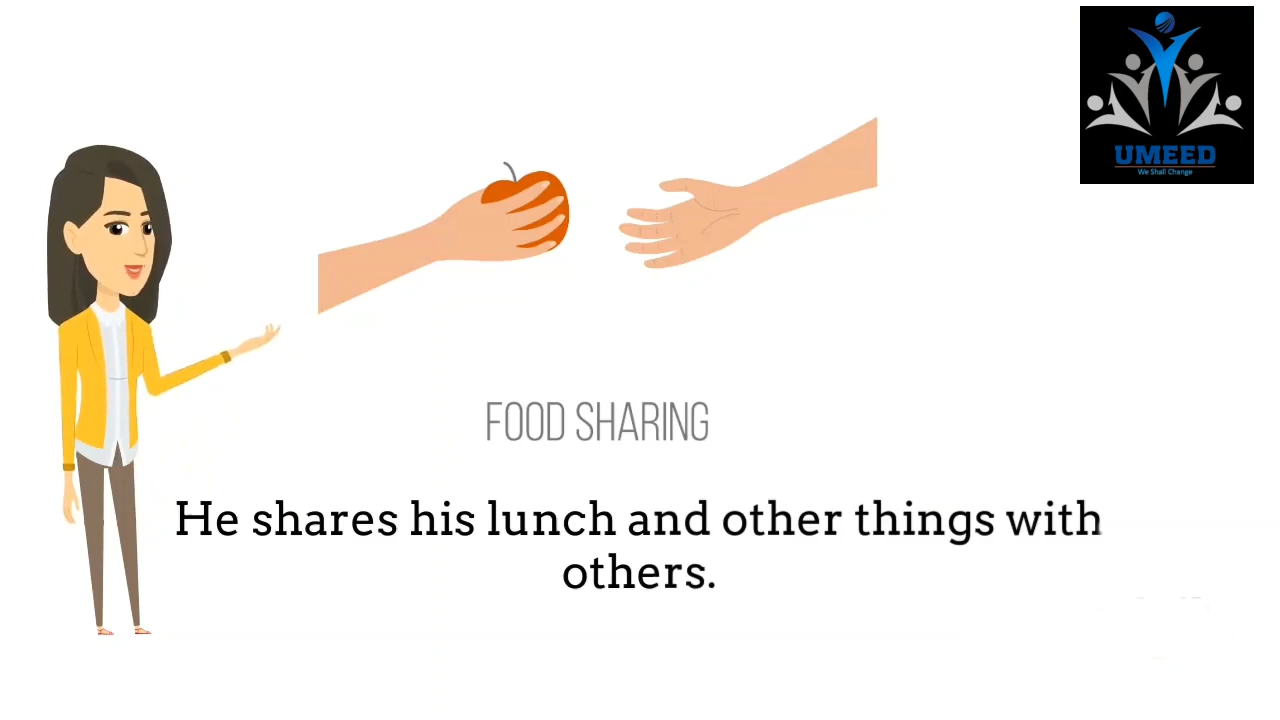 UMEED
We Shall Change
FOOD SHARING
He shares his lunch and other things with
others.